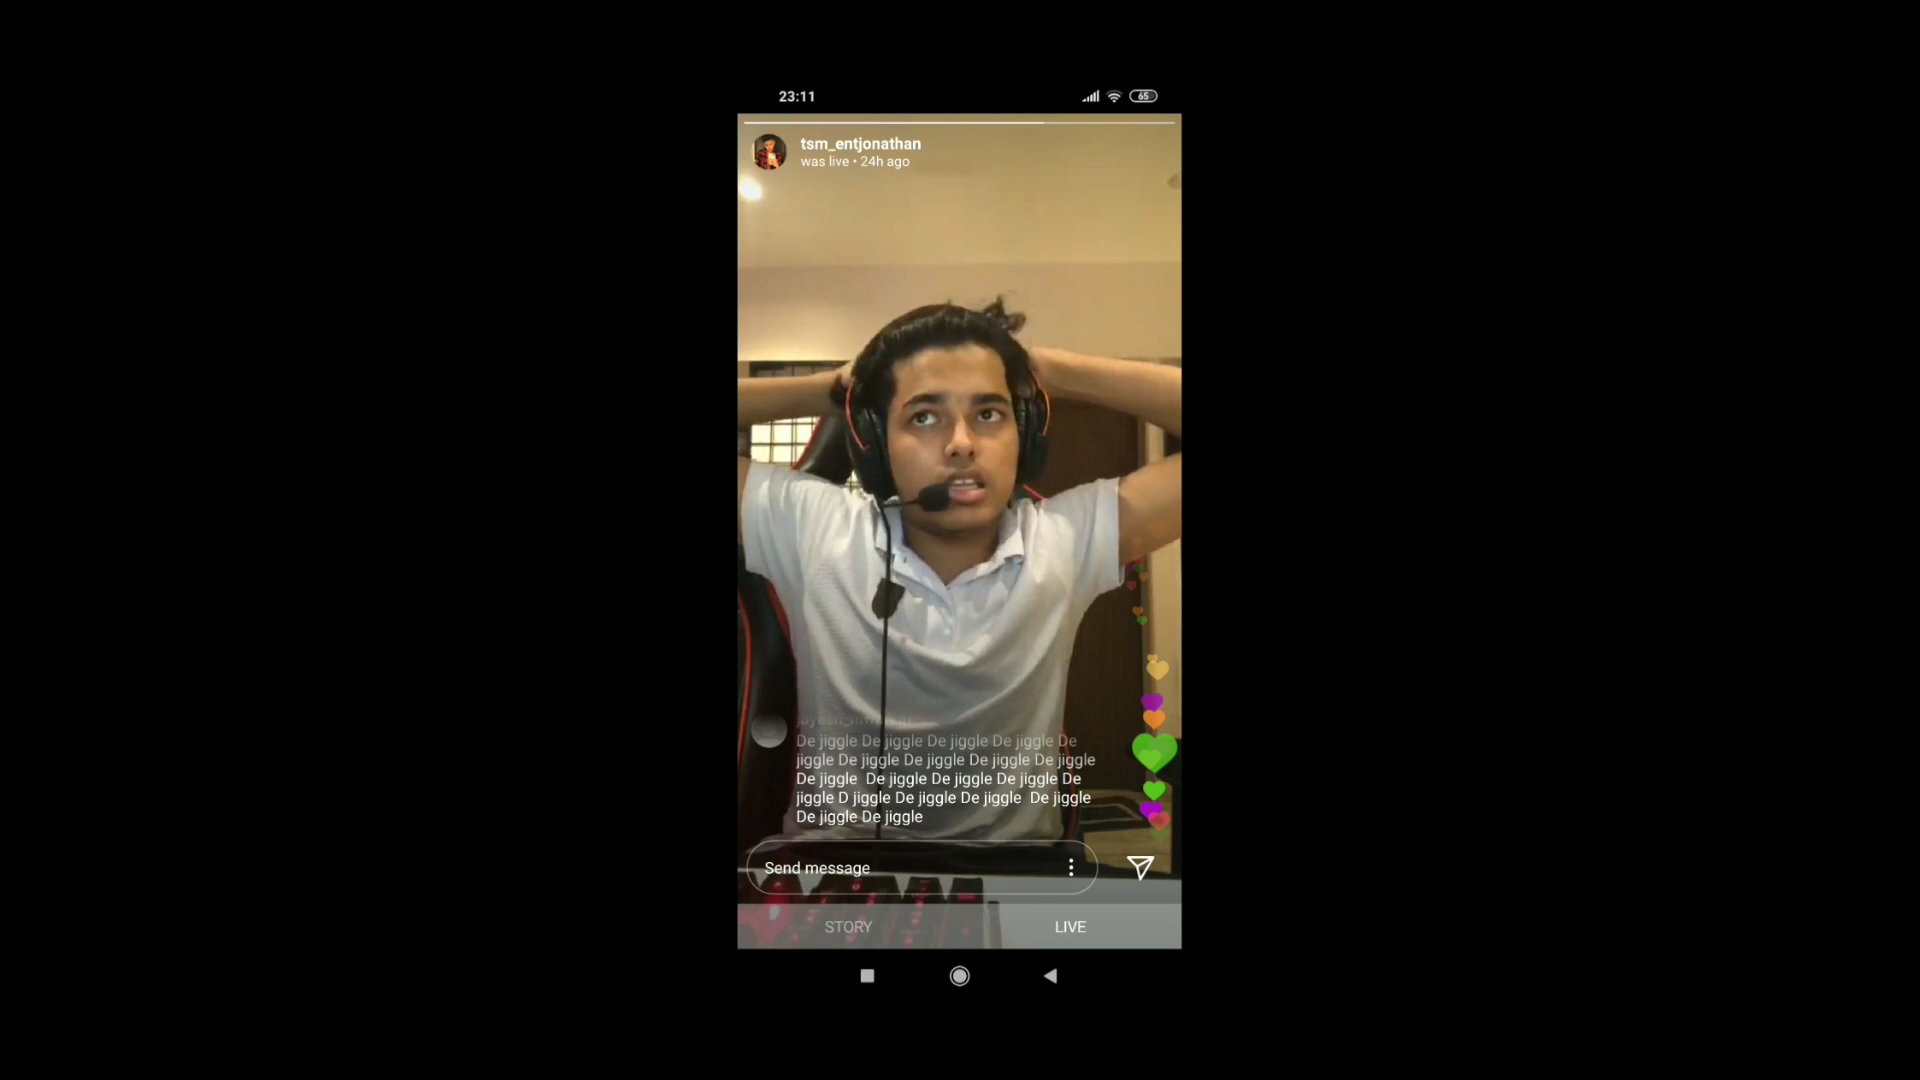 23:11
65
tsm_entjonathan
was live • 24h ago
De jiggle De jiggle De jiggle De jiggle De
jiggle De jiggle De jiggle De jiggle De jiggle
De jiggle  De jiggle De jiggle De jiggle De
jiggle D jiggle De jiggle De jiggle  De jiggle
De jiggle De jiggle
Send message
STORY
LIVE